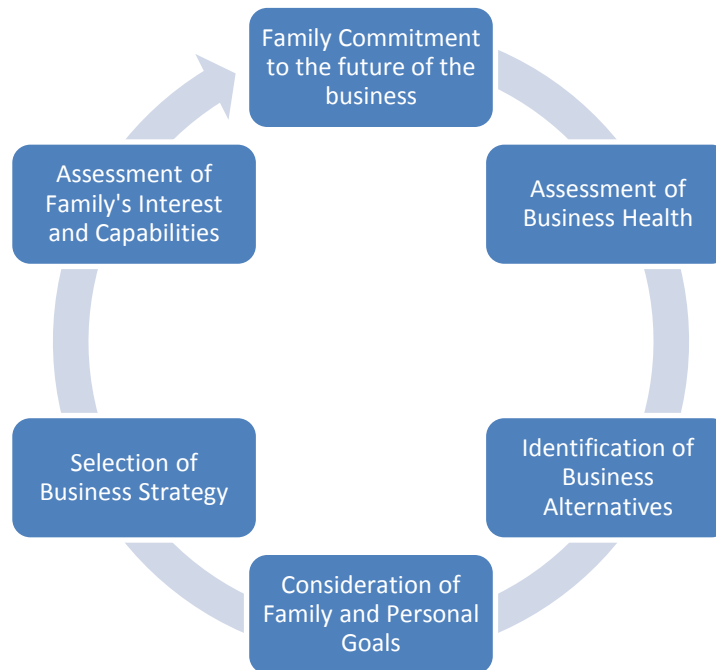 Family Commitment
to the future of the
business
Assessment of
Business Health
Identification of
Business
Alternatives
Consideration of
Family and Personal
Goals
Selection of
Business Strategy
Assessment of
Family's Interest
and Capabilities